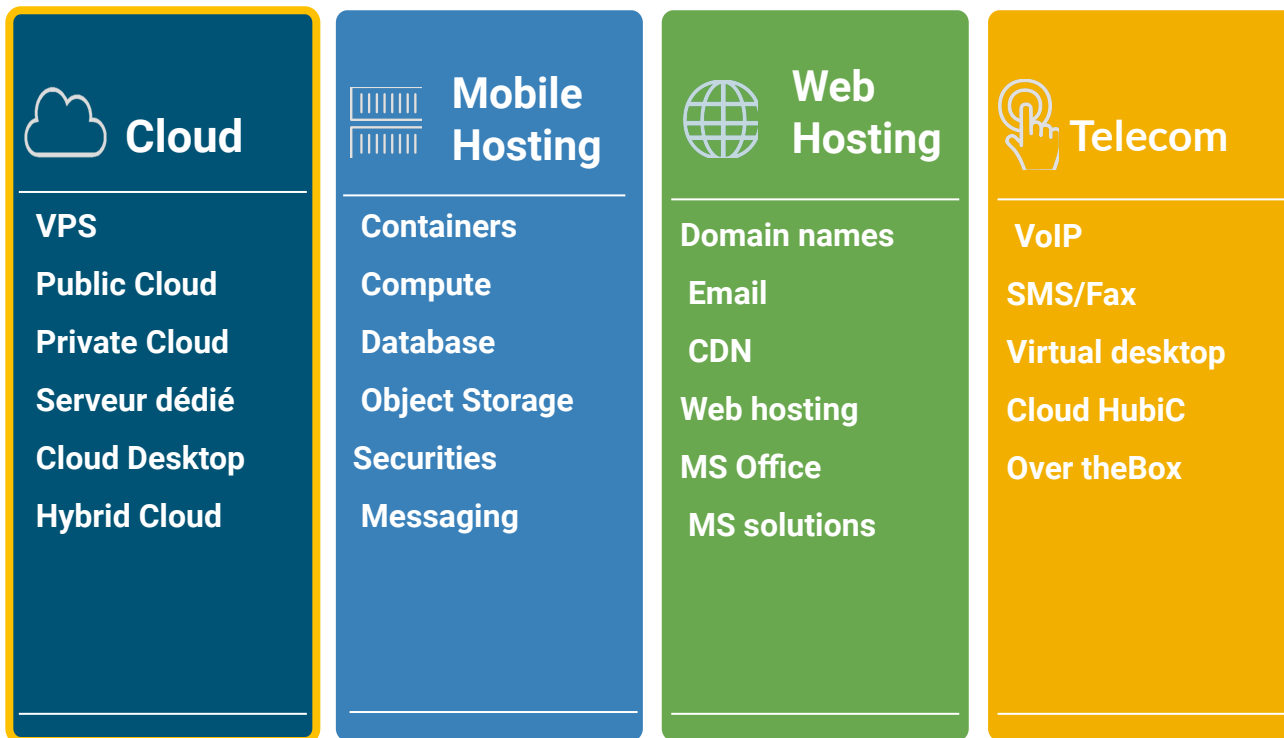 Cloud
VPS
Public Cloud
Private Cloud
Serveur dédié
Cloud Desktop
Hybrid Cloud
Mobile
Hosting
Containers
Compute
Database
Object Storage
Securities
Messaging
Web
Hosting
Domain names
Email
CDN
Web hosting
MS Office
MS solutions
Telecom
VoIP
SMS/Fax
Virtual desktop
Cloud HubiC
Over theBox